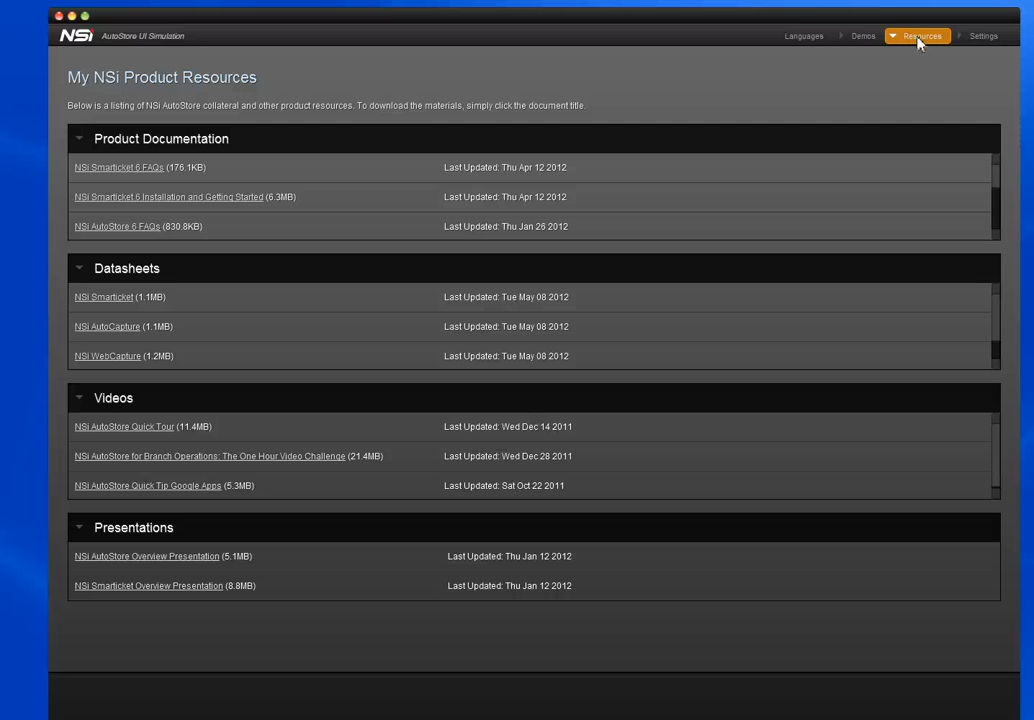 NSi AutoStore UI Simulation Languages Demos Resources Settings
My NSi Product Resources
Below is a listing of NSi AutoStore collateral and other product resources. To download the materials, simply click the document title.
Product Documentation
NSi Smarticket 6 FAQs (176.1KB) Last Updated: Thu Apr 12 2012
NSi Smarticket 6 Installation and Getting Started (6.3MB) Last Updated: Thu Apr 12 2012
NSi AutoStore 6 FAQs (830.8KB) Last Updated: Thu Jan 26 2012
Datasheets
NSi Smarticket (1.1MB) Last Updated: Tue May 08 2012
NSi AutoCapture (1.1MB) Last Updated: Tue May 08 2012
NSi WebCapture (1.2MB) Last Updated: Tue May 08 2012
Videos
NSi AutoStore Quick Tour (11.4MB) Last Updated: Wed Dec 14 2011
NSi AutoStore for Branch Operations: The One Hour Video Challenge (21.4MB) Last Updated: Wed Dec 28 2011
NSi AutoStore Quick Tip Google Apps (5.3MB) Last Updated: Sat Oct 22 2011
Presentations
NSi AutoStore Overview Presentation (5.1MB) Last Updated: Thu Jan 12 2012
NSi Smarticket Overview Presentation (8.8MB) Last Updated: Thu Jan 12 2012